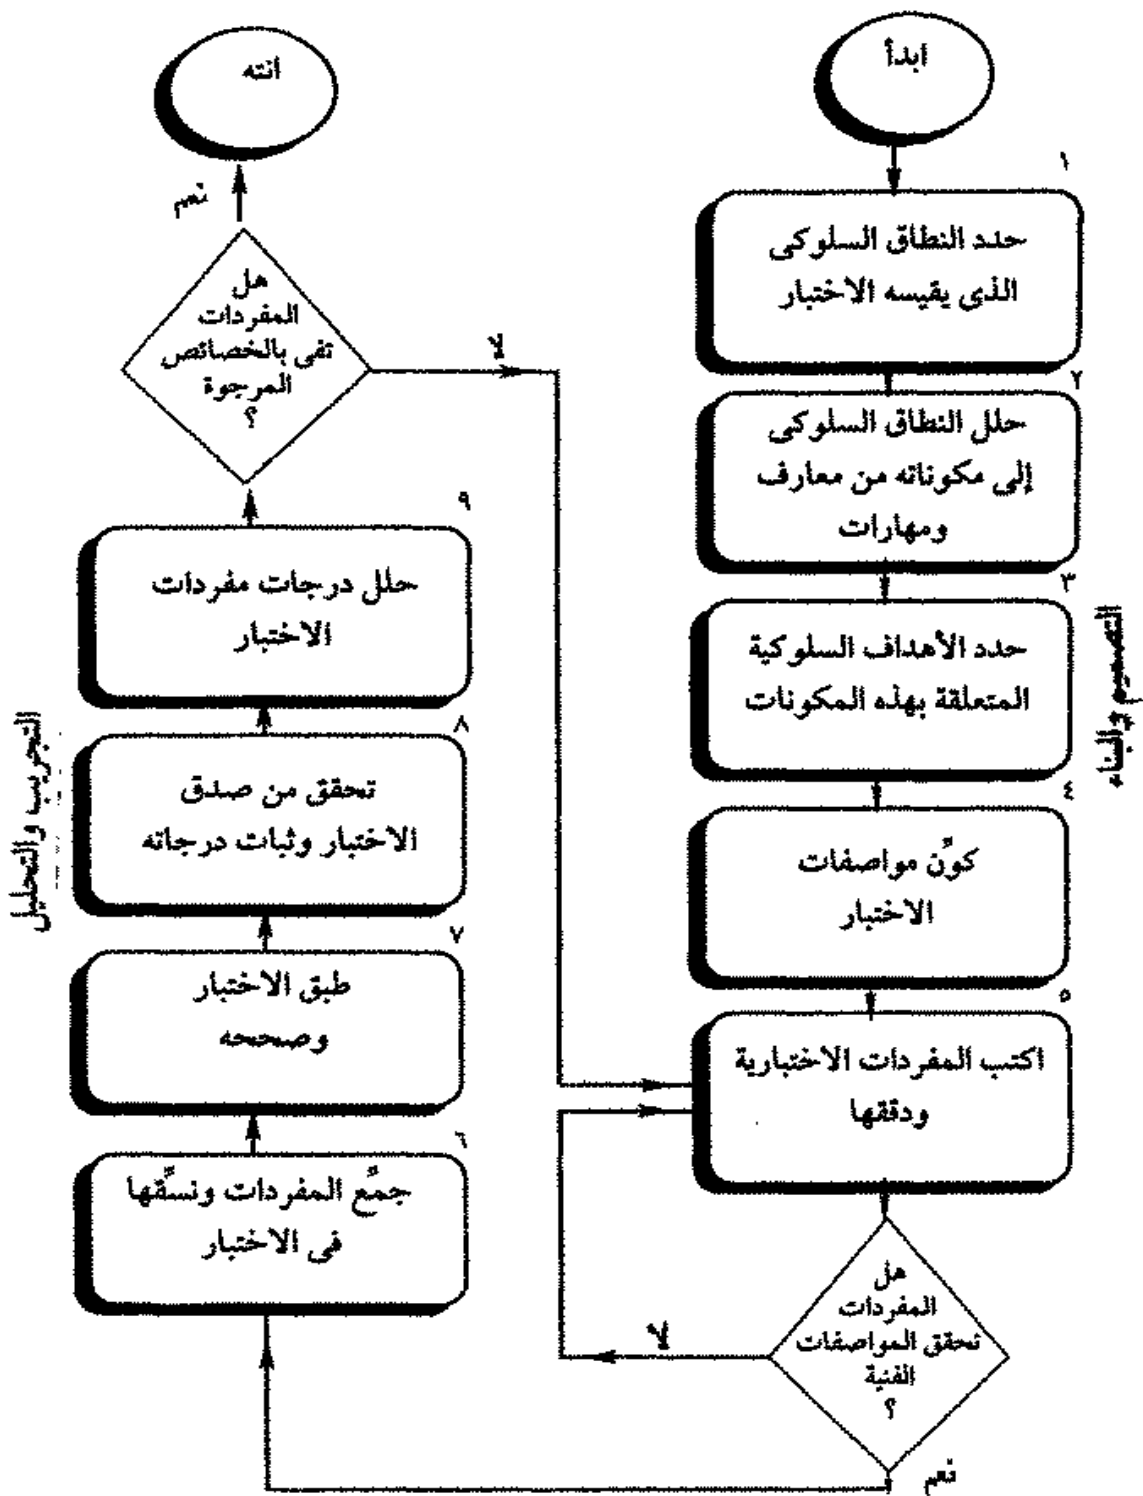 ابدأ
١
حدد النطاق السلوكى
الذى يقيسه الاختبار
٢
حلل النطاق السلوكى
إلى مكوناته من معارف
ومهارات
٣
حدد الأهداف السلوكية
المتعلقة بهذه المكونات
٤
كوِّن مواصفات
الاختبار
٥
اكتب المفردات الاختبارية
ودققها
هل
المفردات
تحقق المواصفات
الفنية
؟
لا
نعم
التصميم والبناء
٦
جمِّع المفردات ونسِّقها
فى الاختبار
٧
طبق الاختبار
وصححه
٨
تحقق من صدق
الاختبار وثبات درجاته
٩
حلل درجات مفردات
الاختبار
هل
المفردات
تفى بالخصائص
المرجوة
؟
لا
نعم
انته
التجريب والتحليل